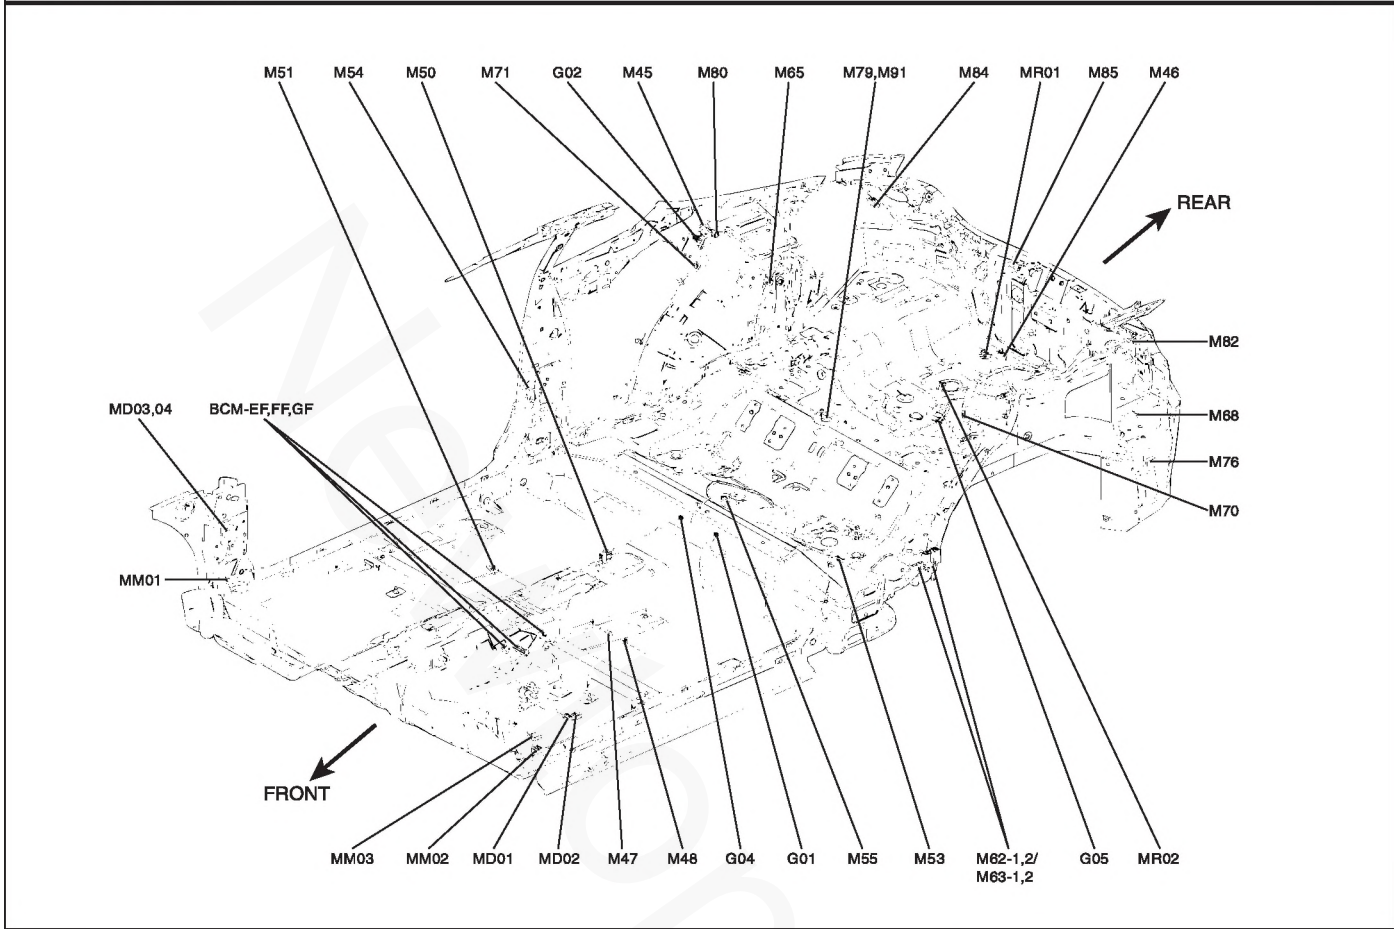 M51 M54 M50 M71 G02 M45 M80 M65 M79,M91 M84 MR01 M85 M46
REAR
M82
MD03,04 BCM-EF,FF,GF
M68
M76
M70
MM01
FRONT
MM03 MM02 MD01 MD02 M47 M48 G04 G01 M55 M53 M62-1,2/ G05 MR02
M63-1,2